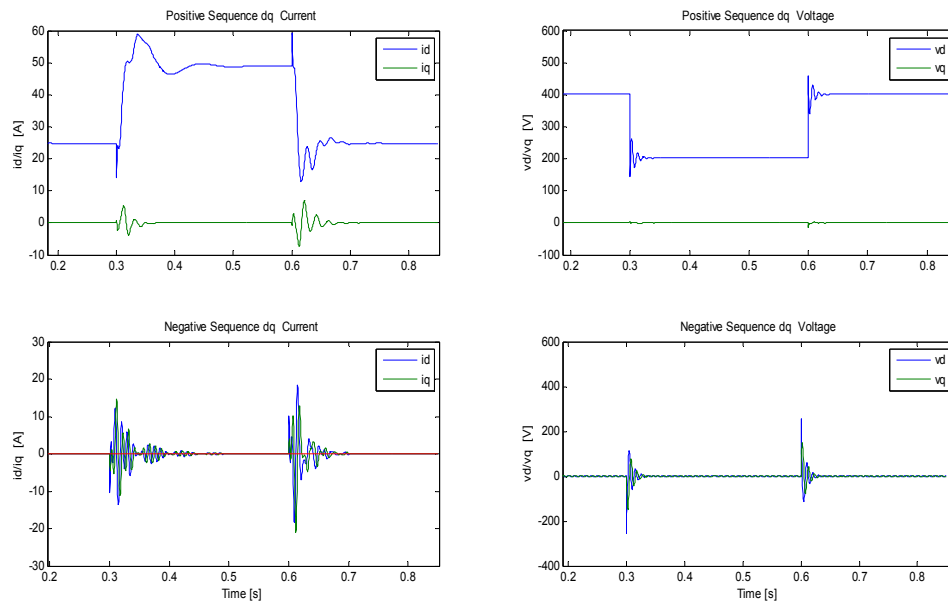 Positive Sequence dq Current
id/iq [A]
60
50
40
30
20
10
0
-10
0.2 0.3 0.4 0.5 0.6 0.7 0.8
id
iq
Positive Sequence dq Voltage
vd/vq [V]
600
500
400
300
200
100
0
-100
0.2 0.3 0.4 0.5 0.6 0.7 0.8
vd
vq
Negative Sequence dq Current
id/iq [A]
30
20
10
0
-10
-20
-30
0.2 0.3 0.4 0.5 0.6 0.7 0.8
Time [s]
id
iq
Negative Sequence dq Voltage
vd/vq [V]
600
400
200
0
-200
-400
0.2 0.3 0.4 0.5 0.6 0.7 0.8
Time [s]
vd
vq